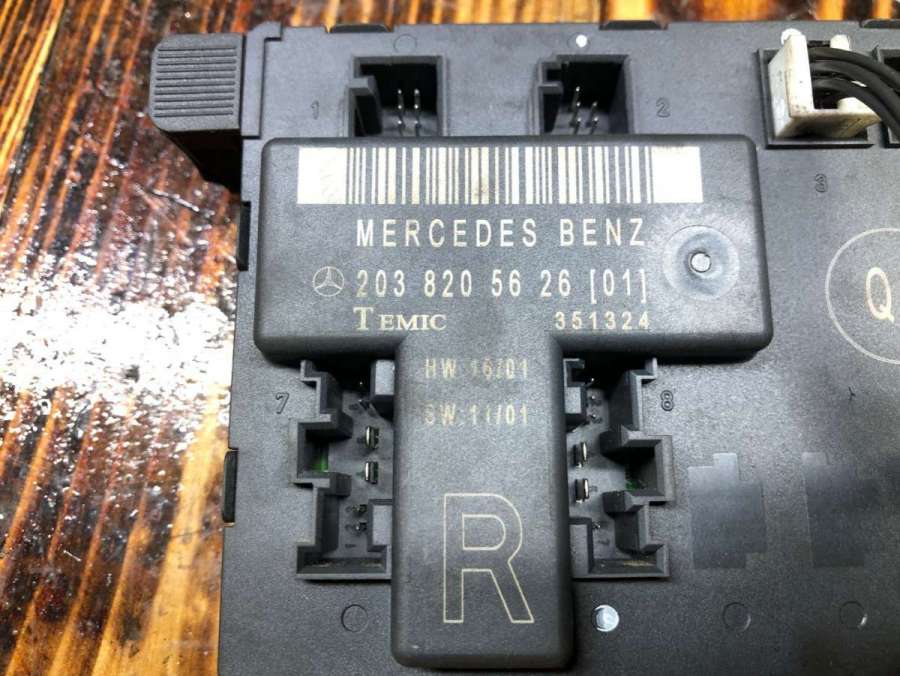 1
2
3
MERCEDES BENZ
203 820 56 26 [01]
TEMIC 351324
Q
HW:16/01
SW:11/01
7
8
R